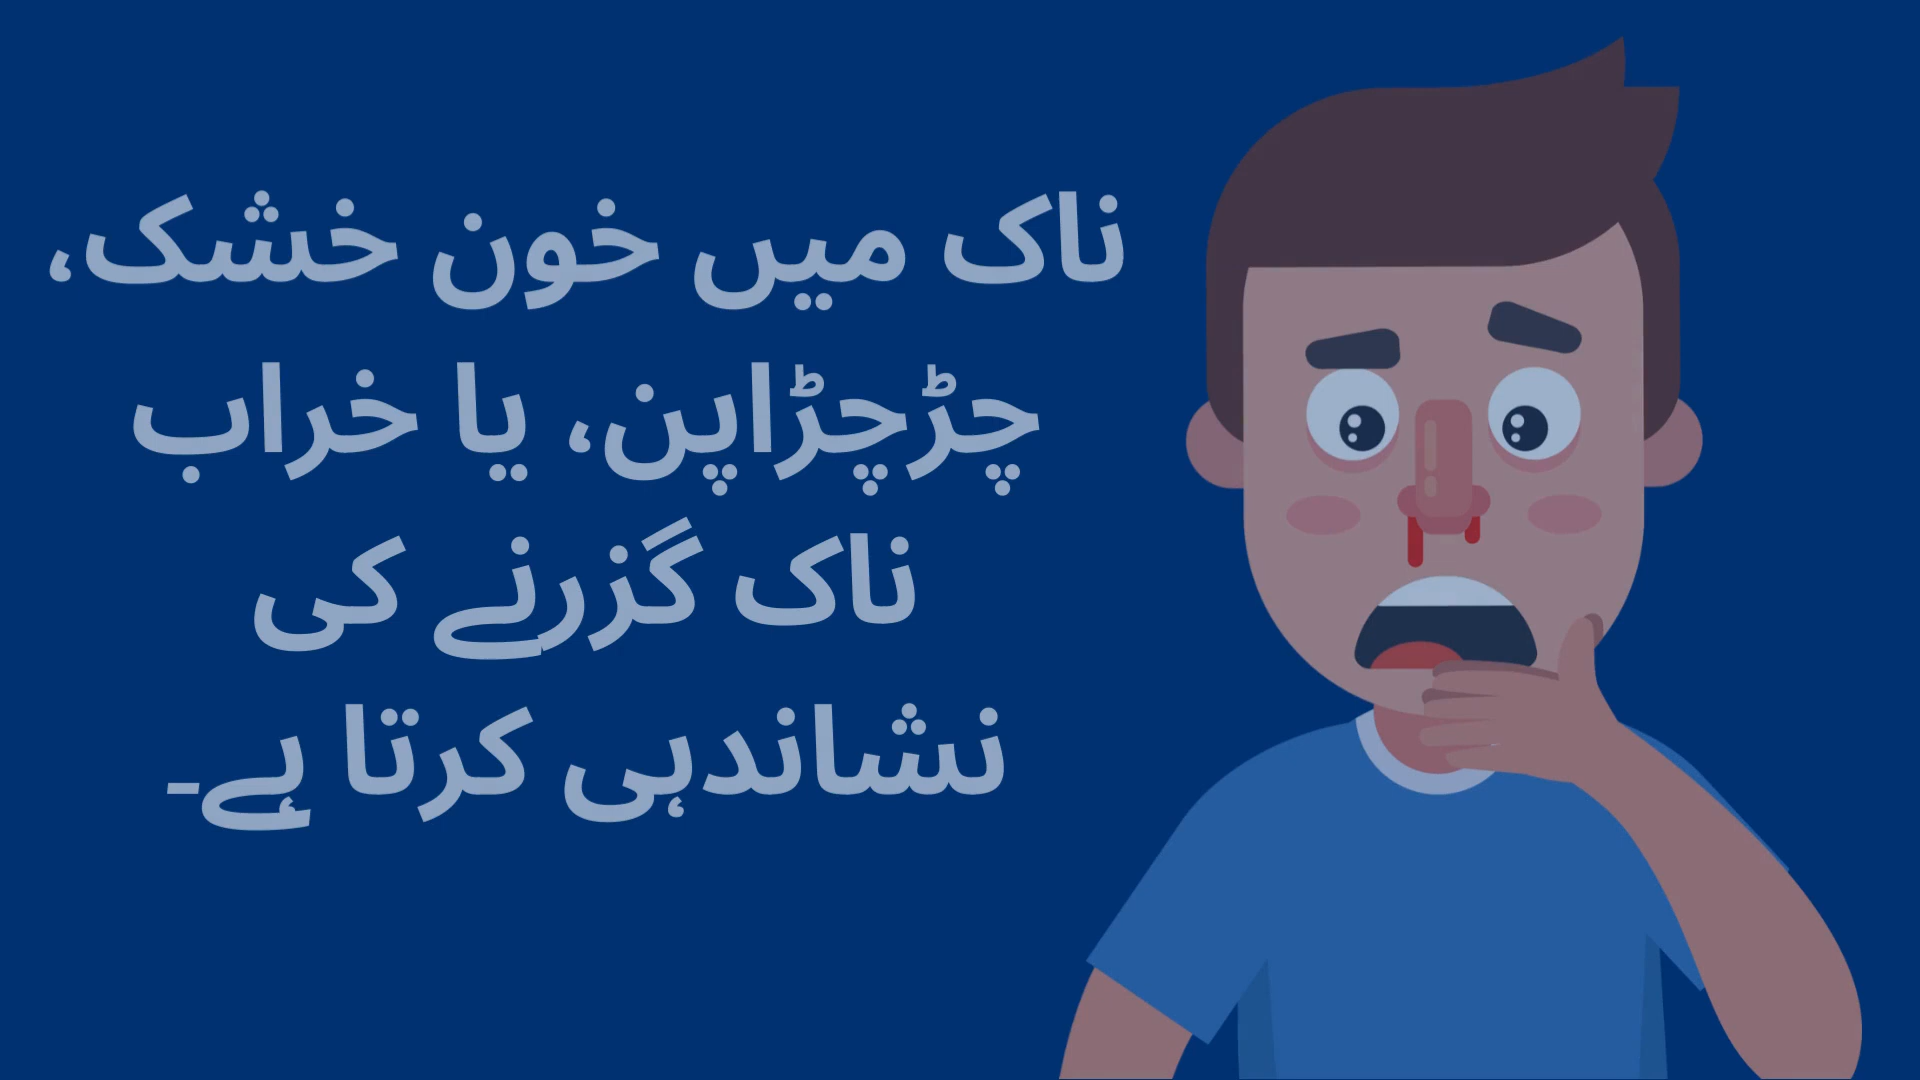 ناک میں خون خشک،
چڑچڑاپن، یا خراب
ناک گزرنے کی
نشاندہی کرتا ہے۔